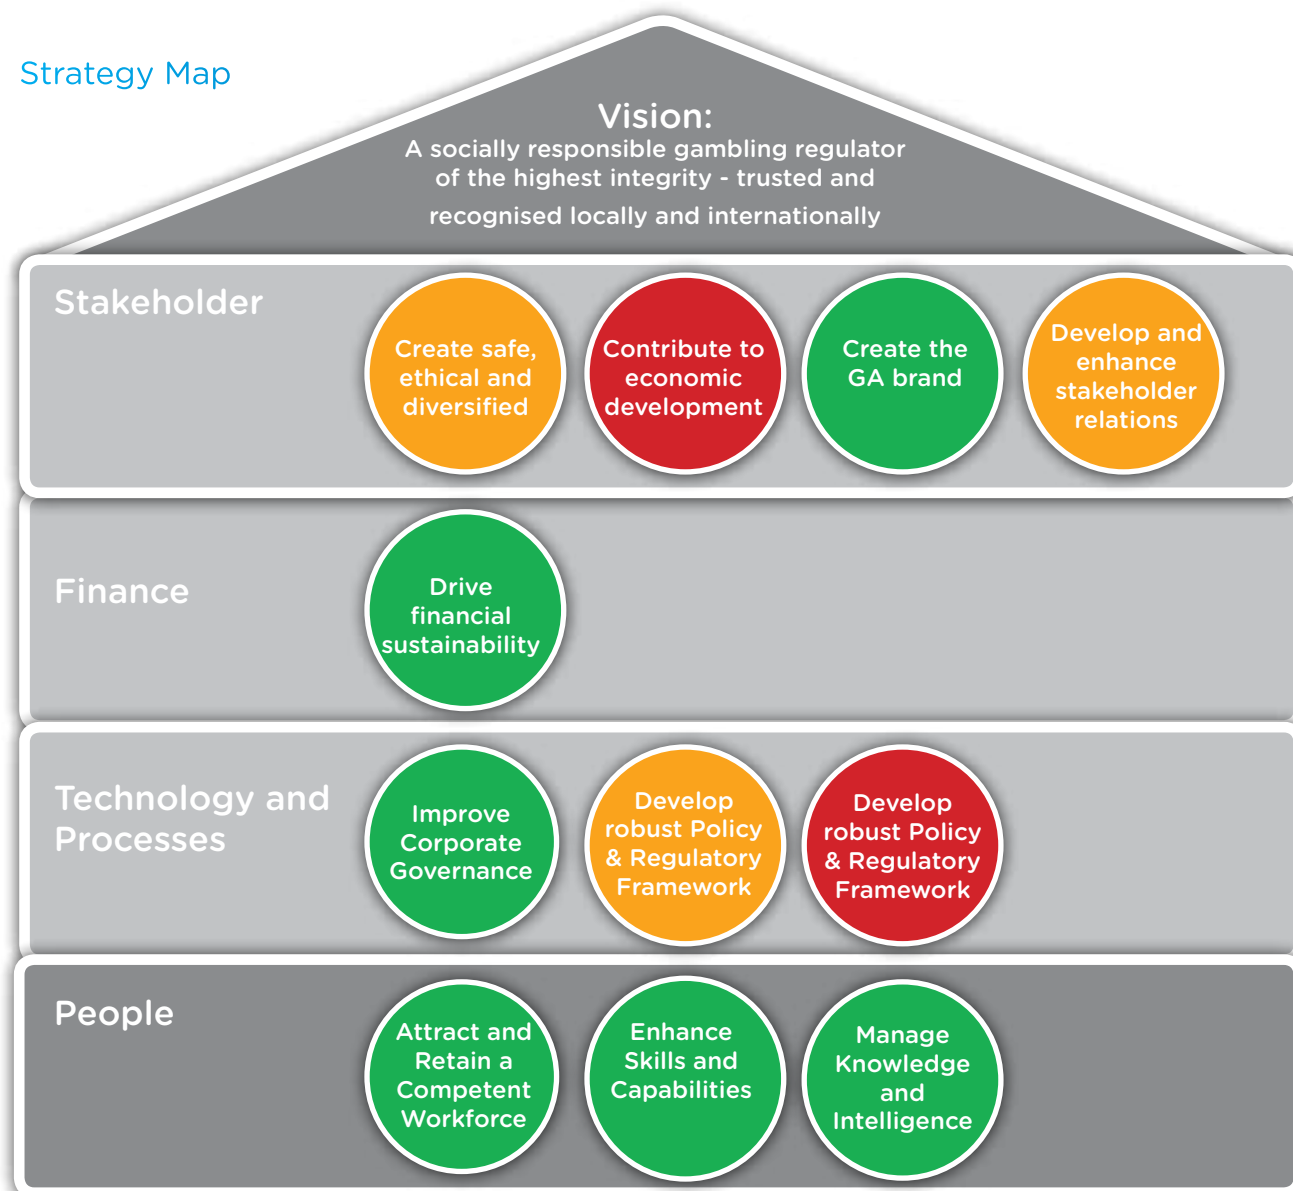 Strategy Map
Vision:
A socially responsible gambling regulator
of the highest integrity - trusted and
recognised locally and internationally
Stakeholder
Create safe,
ethical and
diversified
Contribute to
economic
development
Create the
GA brand
Develop and
enhance
stakeholder
relations
Finance
Drive
financial
sustainability
Technology and
Processes
Improve
Corporate
Governance
Develop
robust Policy
& Regulatory
Framework
Develop
robust Policy
& Regulatory
Framework
People
Attract and
Retain a
Competent
Workforce
Enhance
Skills and
Capabilities
Manage
Knowledge
and
Intelligence